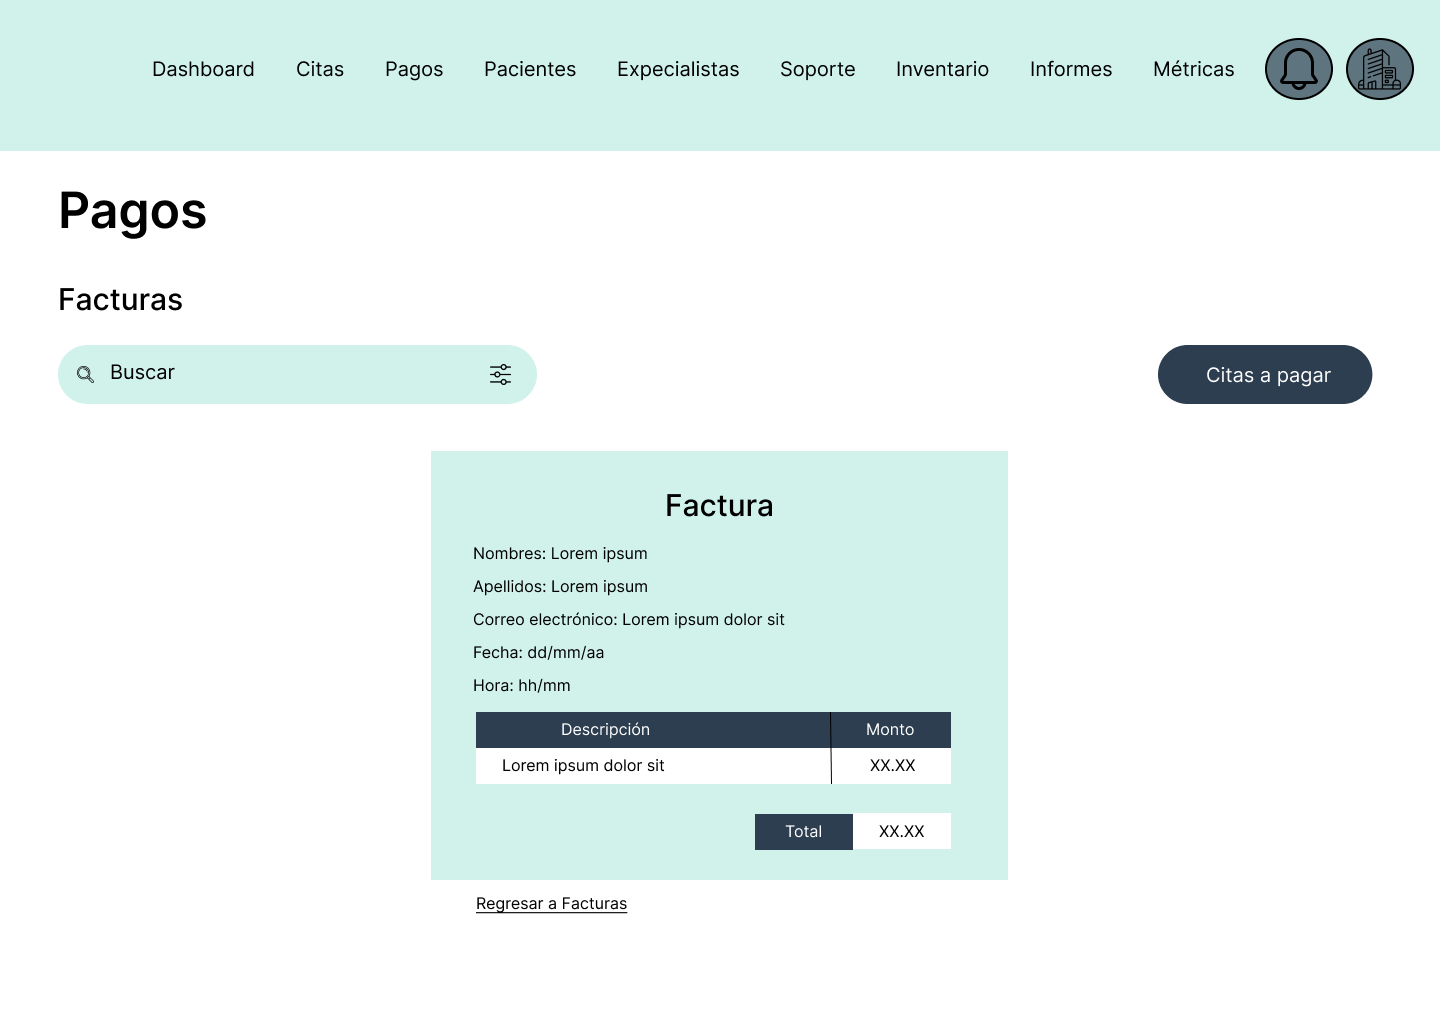 Dashboard Citas Pagos Pacientes Expecialistas Soporte Inventario Informes Métricas
Pagos
Facturas
Buscar
Citas a pagar
Factura
Nombres: Lorem ipsum
Apellidos: Lorem ipsum
Correo electrónico: Lorem ipsum dolor sit
Fecha: dd/mm/aa
Hora: hh/mm
Descripción Monto
Lorem ipsum dolor sit XX.XX
Total XX.XX
Regresar a Facturas